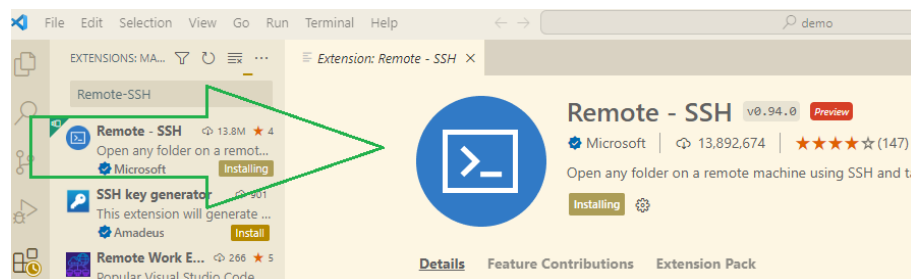 File Edit Selection View Go Run Terminal Help
demo
EXTENSIONS: MA...
Remote-SSH
Remote - SSH 13.8M ★ 4
Open any folder on a remot...
Microsoft Installing
SSH key generator 901
This extension will generate ...
Amadeus Install
Remote Work E... 266 ★ 5
Popular Visual Studio Code
Extension: Remote - SSH ×
Remote - SSH v0.94.0 Preview
Microsoft | 13,892,674 | ★★★★☆(147)
Open any folder on a remote machine using SSH and ta
Installing
Details Feature Contributions Extension Pack